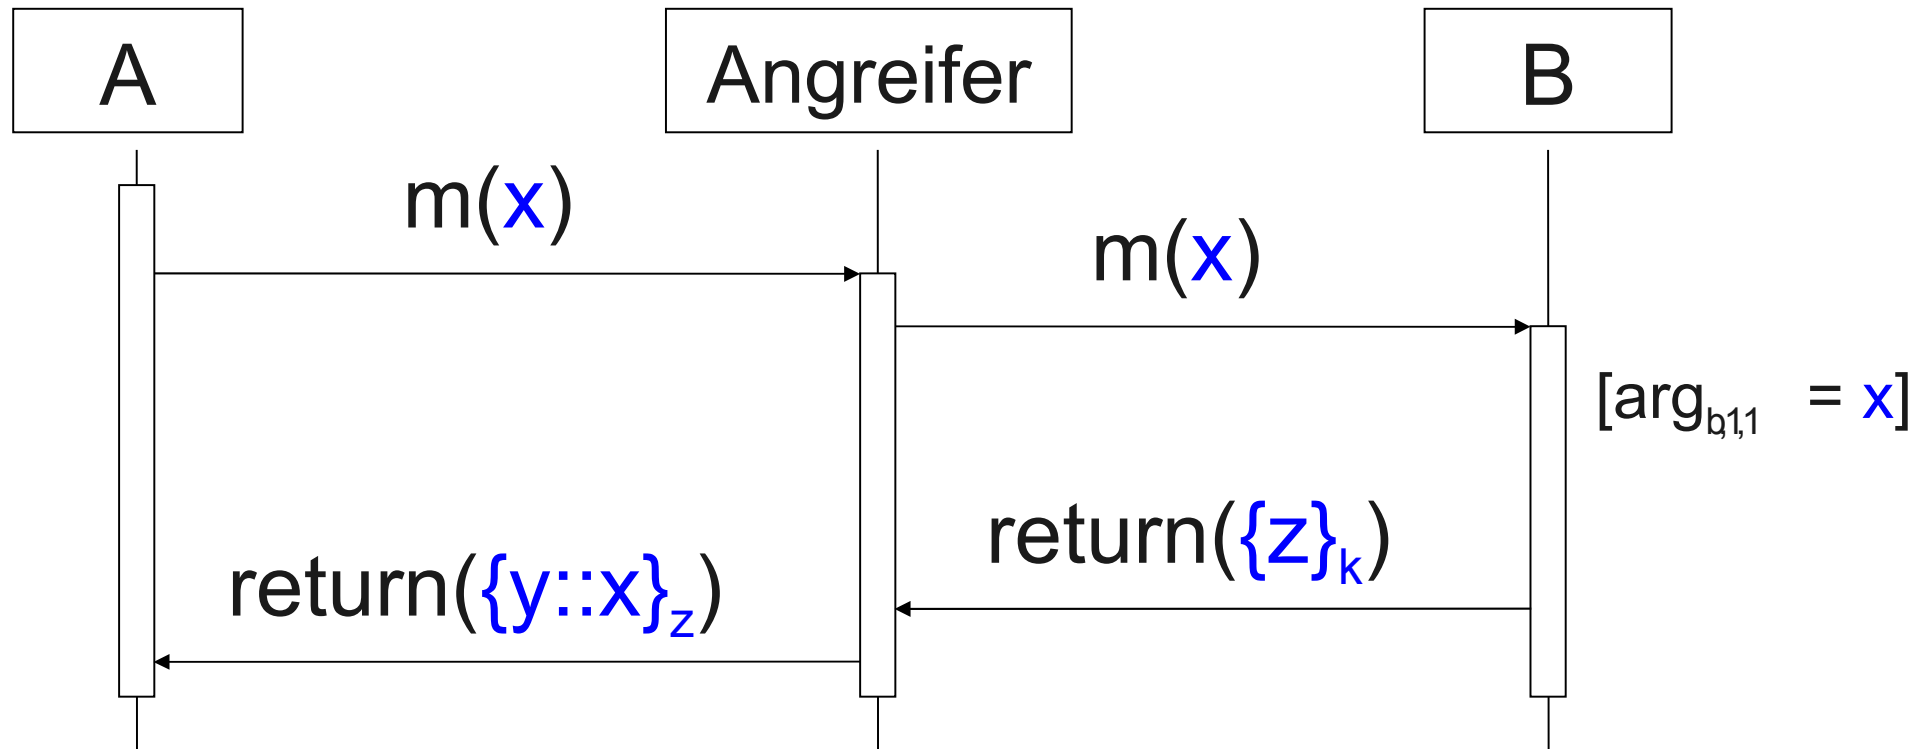 A
Angreifer
B
m(x)
m(x)
[arg_b,1,1 = x]
return({z}_k)
return({y::x}_z)